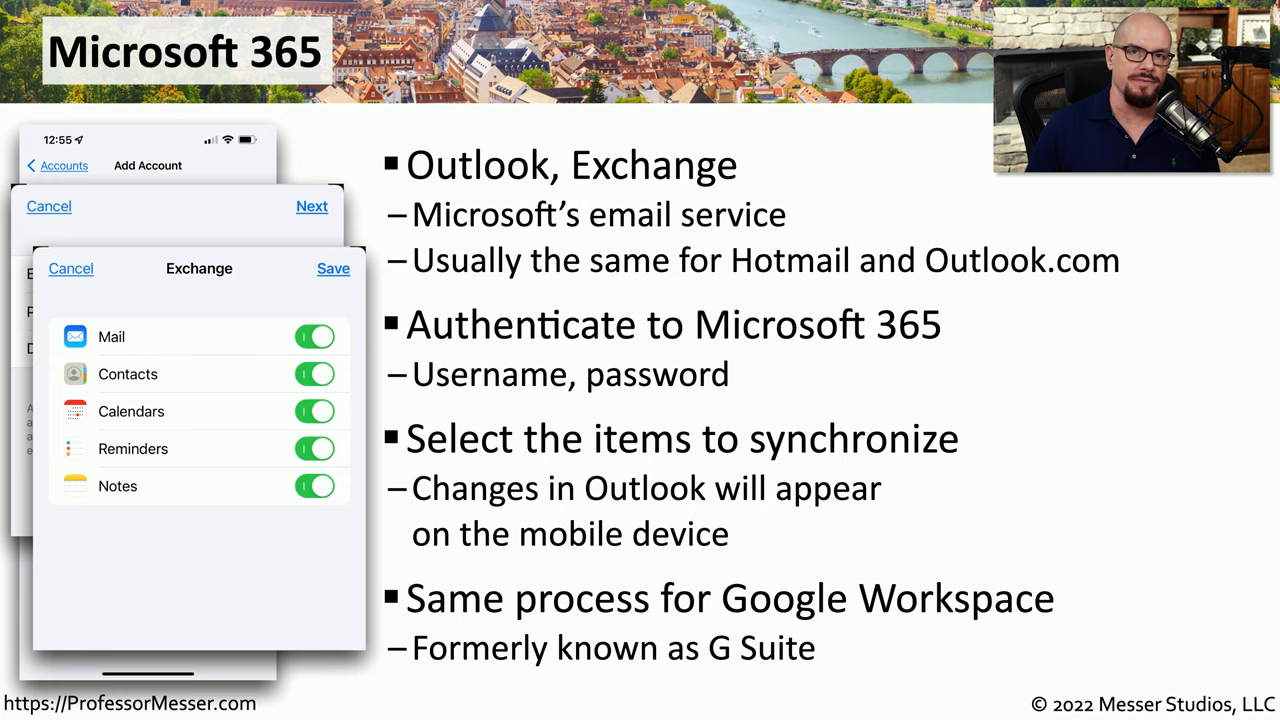 Microsoft 365
12:55
Accounts
Add Account
Cancel
Next
Cancel
Exchange
Save
Mail
Contacts
Calendars
Reminders
Notes
▪ Outlook, Exchange
– Microsoft's email service
– Usually the same for Hotmail and Outlook.com
▪ Authenticate to Microsoft 365
– Username, password
▪ Select the items to synchronize
– Changes in Outlook will appear
on the mobile device
▪ Same process for Google Workspace
– Formerly known as G Suite
https://ProfessorMesser.com
© 2022 Messer Studios, LLC